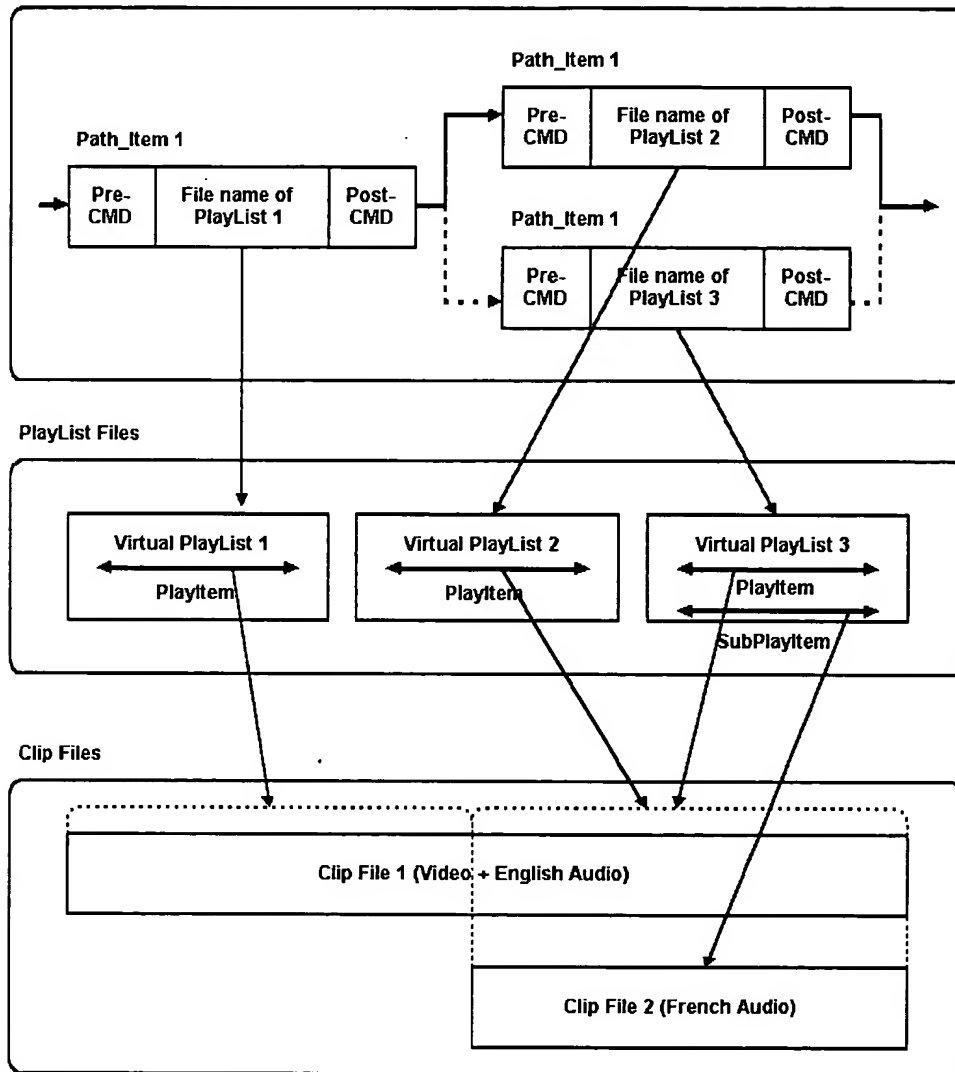 Path_Item 1
Path_Item 1
Pre-
CMD
File name of
PlayList 1
Post-
CMD
Pre-
CMD
File name of
PlayList 2
Post-
CMD
Path_Item 1
Pre-
CMD
File name of
PlayList 3
Post-
CMD
PlayList Files
Virtual PlayList 1
PlayItem
Virtual PlayList 2
PlayItem
Virtual PlayList 3
PlayItem
SubPlayItem
Clip Files
Clip File 1 (Video + English Audio)
Clip File 2 (French Audio)